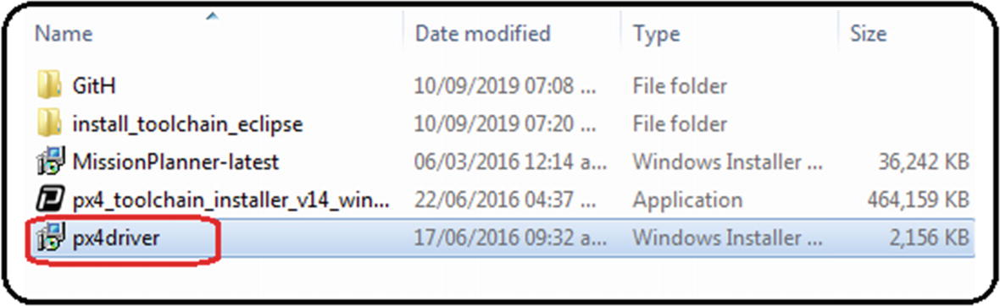 Name Date modified Type Size
GitH 10/09/2019 07:08 ... File folder
install_toolchain_eclipse 10/09/2019 07:20 ... File folder
MissionPlanner-latest 06/03/2016 12:14 a... Windows Installer ... 36,242 KB
px4_toolchain_installer_v14_win... 22/06/2016 04:37 ... Application 464,159 KB
px4driver 17/06/2016 09:32 a... Windows Installer ... 2,156 KB